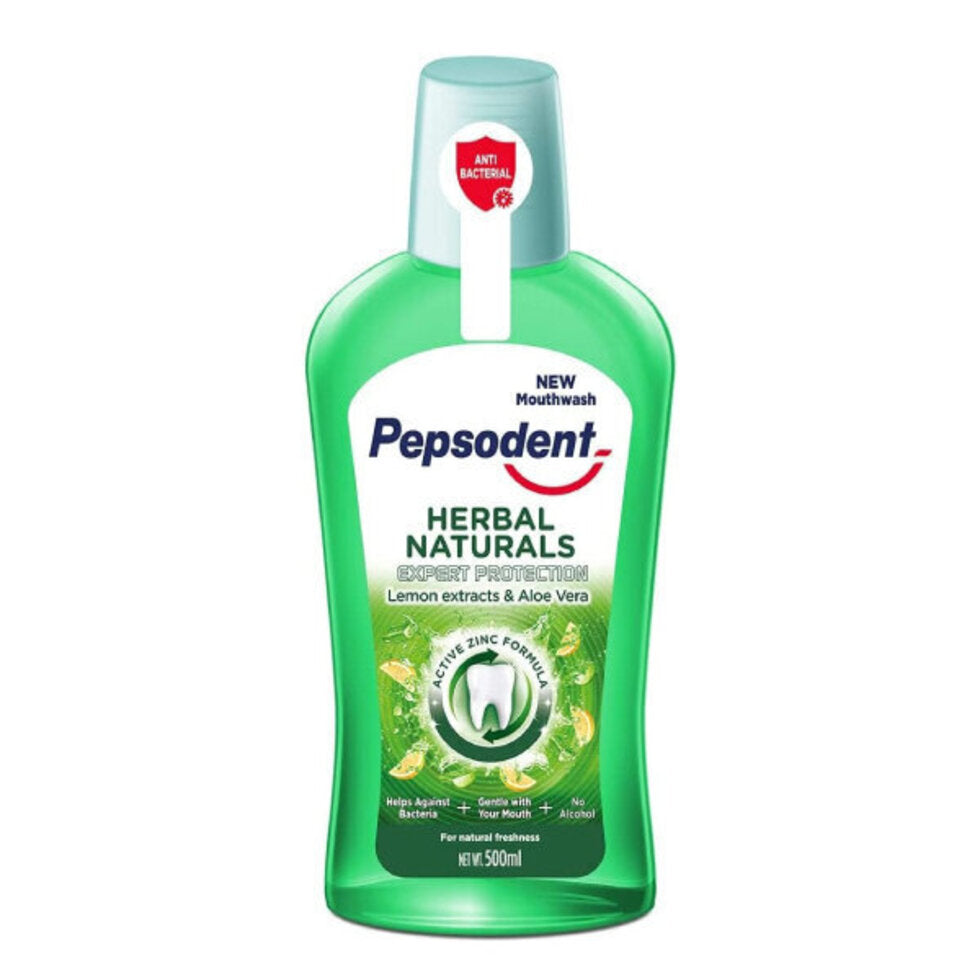 ANTI
BACTERIAL
NEW
Mouthwash
Pepsodent
HERBAL
NATURALS
EXPERT PROTECTION
Lemon extracts & Aloe Vera
ACTIVE ZINC FORMULA
Helps Against Bacteria + Gentle with Your Mouth + No Alcohol
For natural freshness
NET WT. 500ml